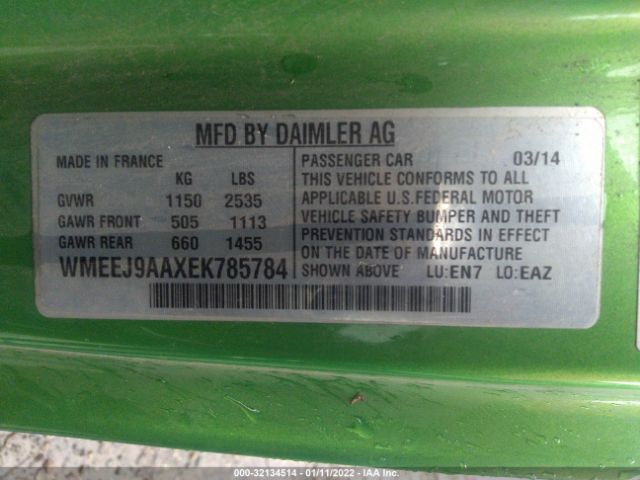 MFD BY DAIMLER AG
MADE IN FRANCE
KG LBS
GVWR 1150 2535
GAWR FRONT 505 1113
GAWR REAR 660 1455
WMEEJ9AAXEK785784
PASSENGER CAR 03/14
THIS VEHICLE CONFORMS TO ALL
APPLICABLE U.S.FEDERAL MOTOR
VEHICLE SAFETY BUMPER AND THEFT
PREVENTION STANDARDS IN EFFECT
ON THE DATE OF MANUFACTURE
SHOWN ABOVE LU:EN7 LO:EAZ
000-32134514 - 01/11/2022 - IAA Inc.